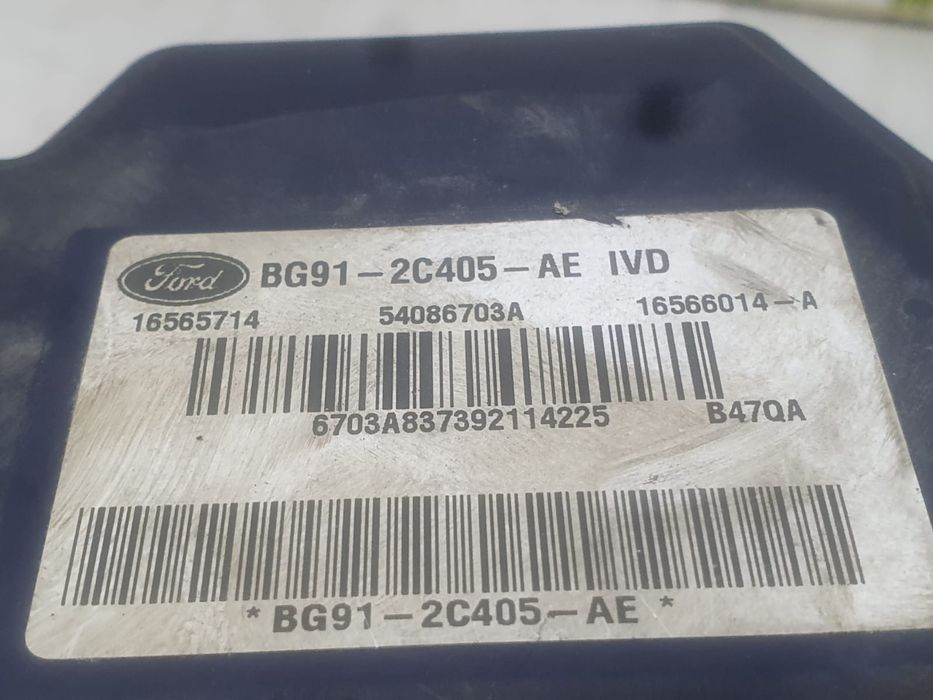 Ford BG91-2C405-AE IVD
16565714 54086703A 16566014-A
6703A837392114225 B47QA
*BG91-2C405-AE*